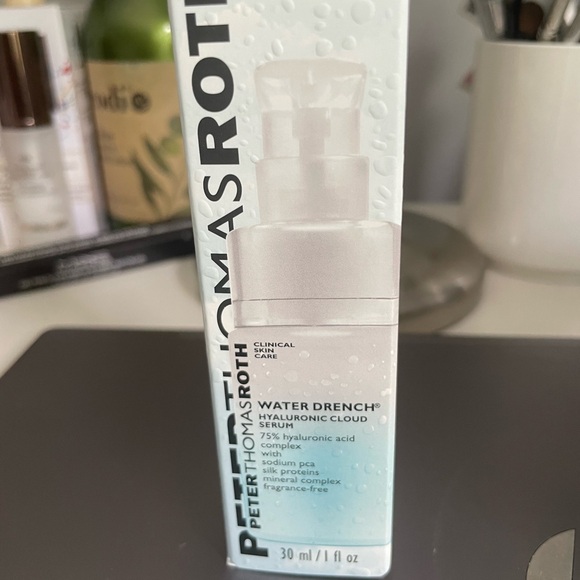 PETERTHOMASROTH
PETERTHOMASROTH
CLINICAL
SKIN
CARE
WATER DRENCH®
HYALURONIC CLOUD
SERUM
75% hyaluronic acid
complex
with
sodium pca
silk proteins
mineral complex
fragrance-free
30 ml / 1 fl oz